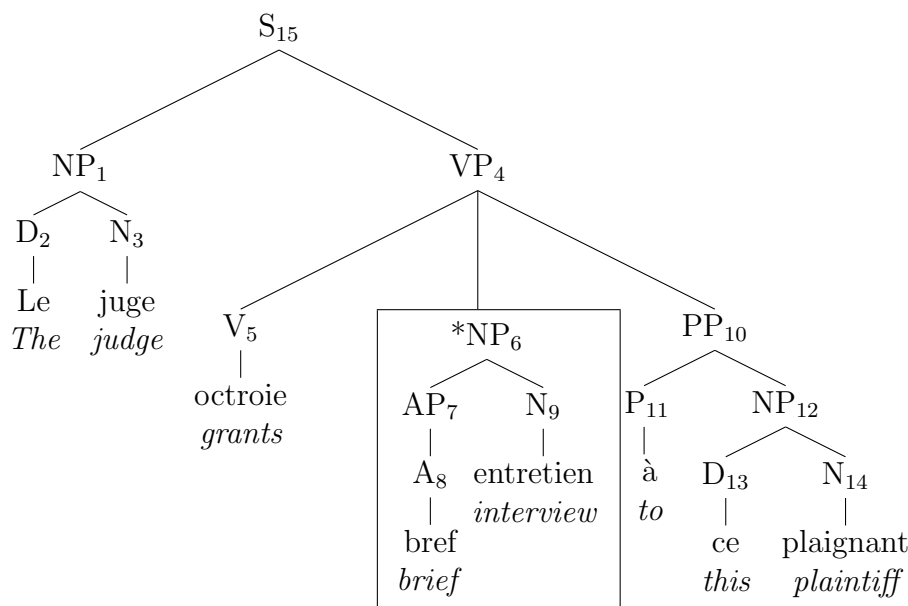 S₁₅
NP₁ VP₄
D₂ N₃
Le juge
The judge
V₅ *NP₆ PP₁₀
octroie AP₇ N₉ P₁₁ NP₁₂
grants
A₈ entretien à D₁₃ N₁₄
interview to
bref ce plaignant
brief this plaintiff